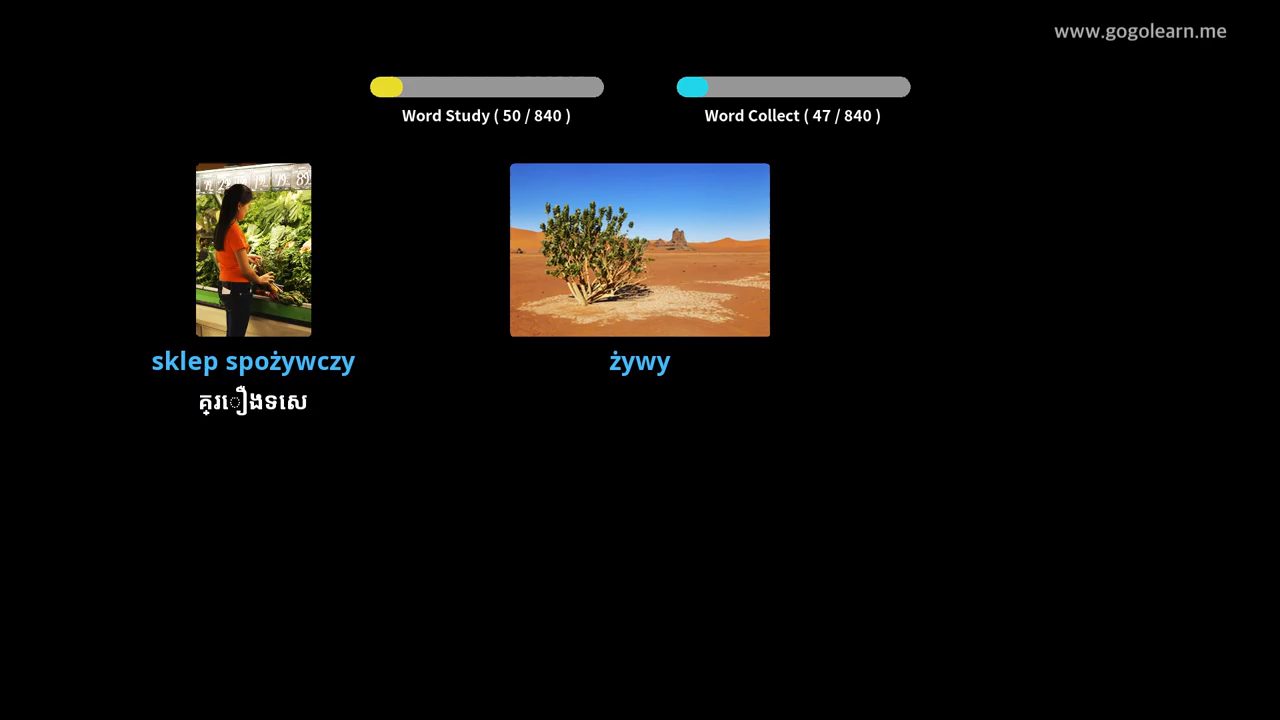 www.gogolearn.me
Word Study ( 50 / 840 )
Word Collect ( 47 / 840 )
sklep spożywczy
żywy
គ្រឿងទសេ